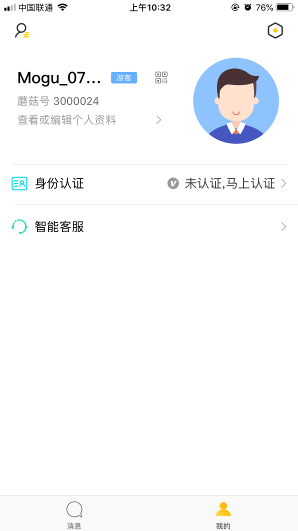 中国联通 上午10:32 76%
Mogu_07... 游客
蘑菇号 3000024
查看或编辑个人资料
身份认证 未认证,马上认证
智能客服
消息 我的